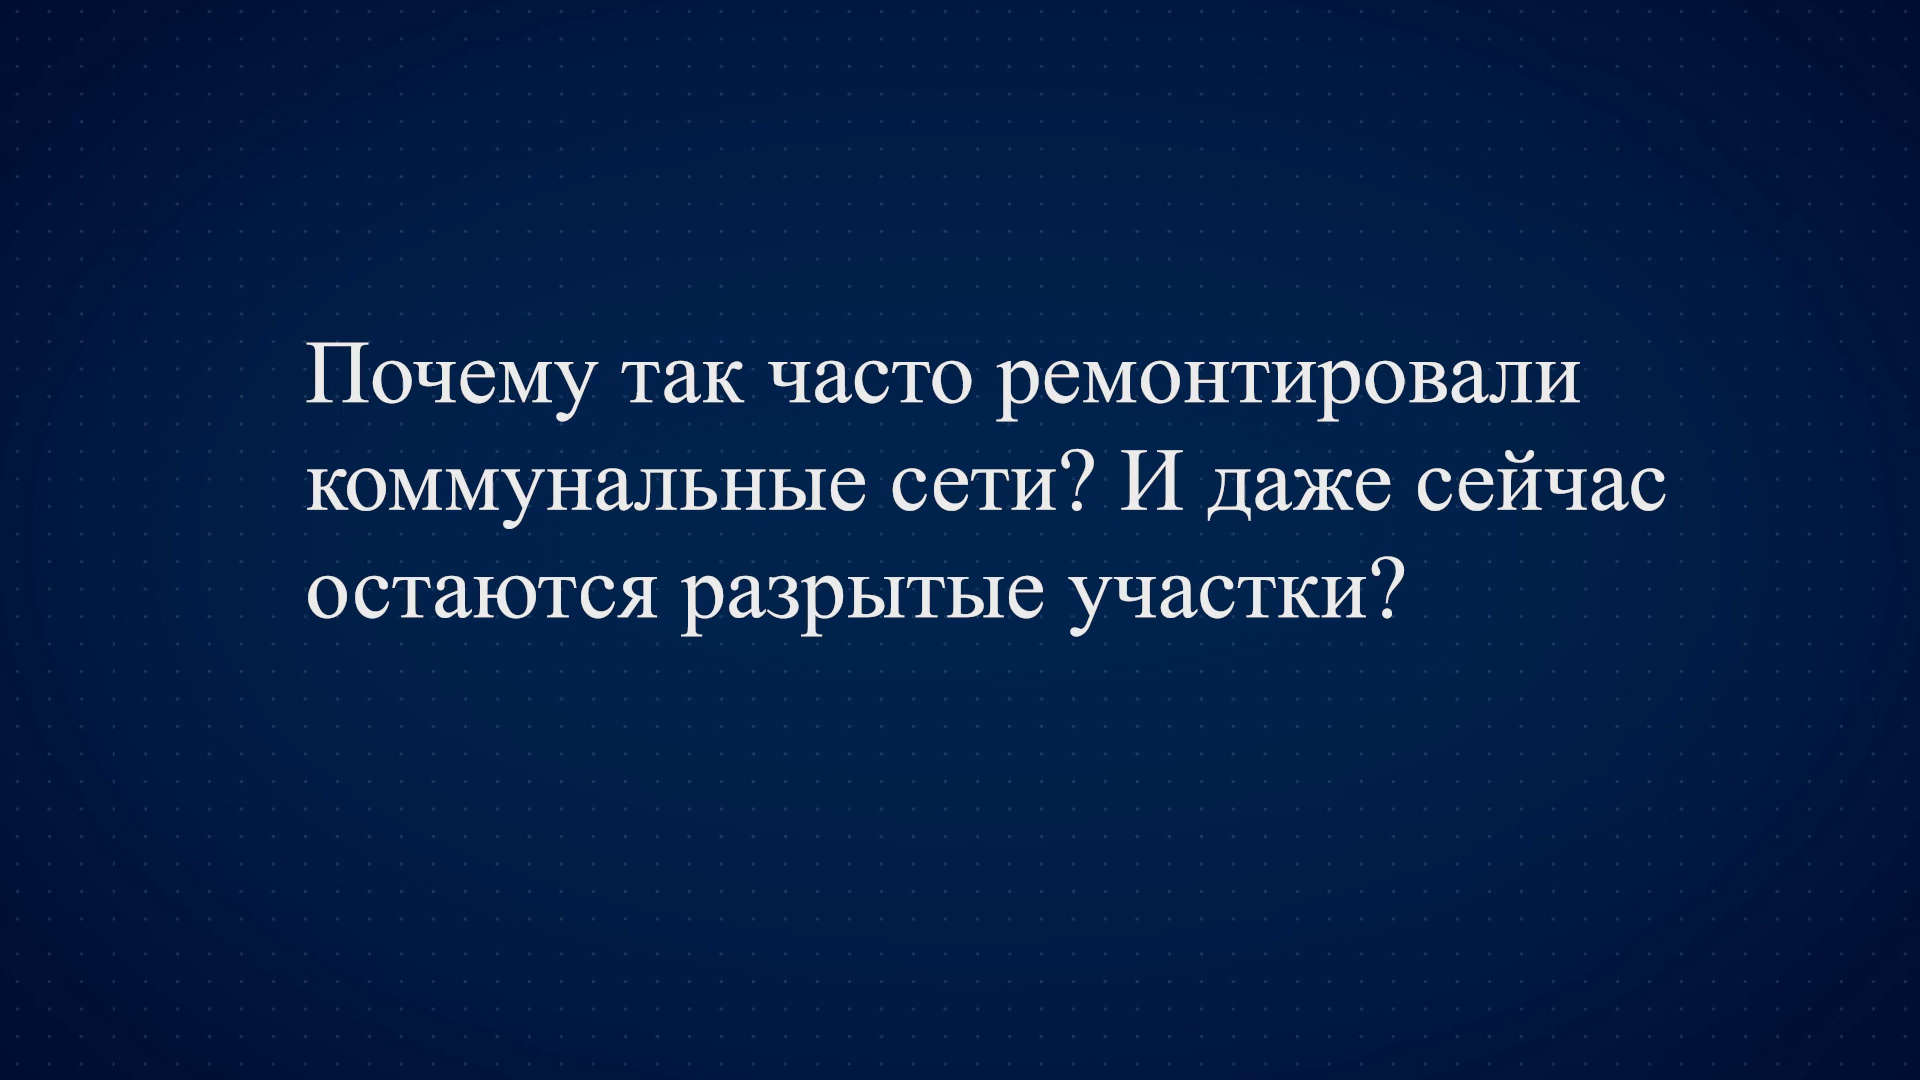 Почему так часто ремонтировали
коммунальные сети? И даже сейчас
остаются разрытые участки?